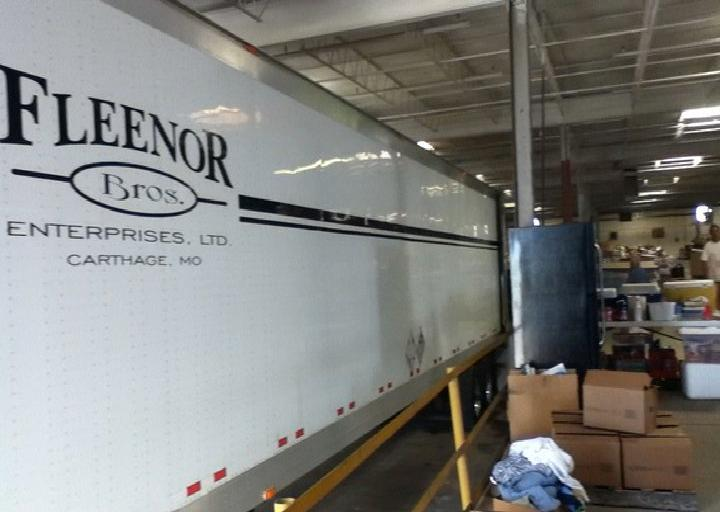 FLEENOR
Bros.
ENTERPRISES, LTD.
CARTHAGE, MO